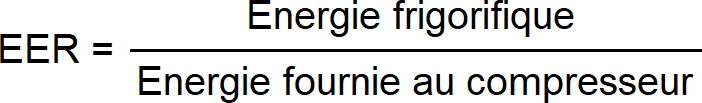 Energie frigorifique
EER =
Energie fournie au compresseur